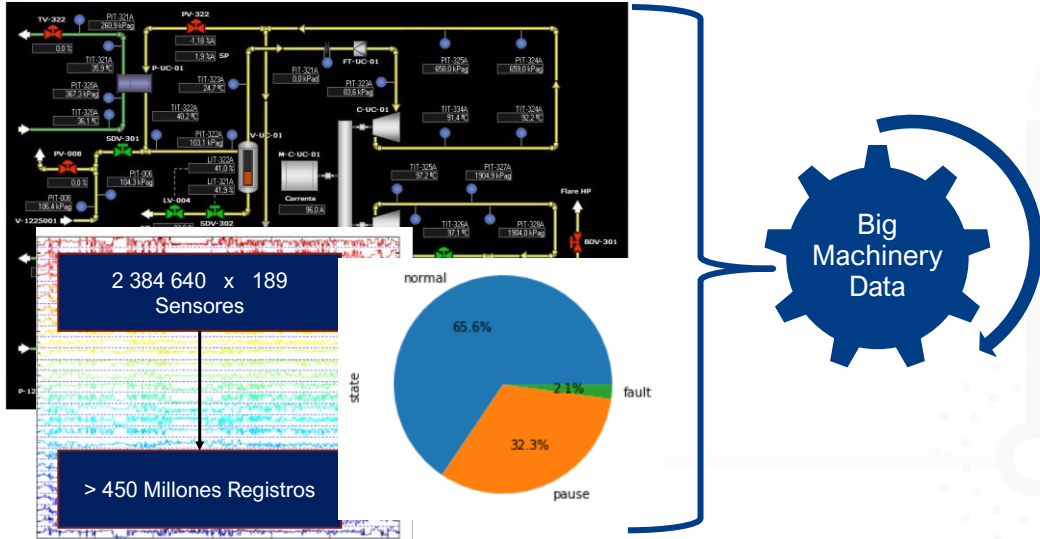 PIT-321A
260,9 kPag
TV-322
0,0 %
TIT-321A
35,9 ºC
P-UC-01
PIT-320A
367,3 kPag
TIT-320A
36,1 ºC
SDV-301
PV-322
-1,18 %A
1,9 %A SP
TIT-323A
24,7 ºC
TIT-322A
40,2 ºC
PIT-322A
103,1 kPag
V-UC-01
FIT-321A
0,0 kPad
FT-UC-01
PIT-323A
83,6 kPag
C-UC-01
PIT-325A
658,0 kPag
PIT-324A
659,0 kPag
TIT-334A
91,4 ºC
TIT-324A
92,2 ºC
PV-008
0,0 %
PIT-006
104,3 kPag
PIT-008
106,4 kPag
V-1225001
LIT-322A
41,0 %
LIT-321A
41,9 %
LV-004
SDV-302
M-C-UC-01
Corrente
96,0 A
TIT-325A
97,2 ºC
PIT-327A
1904,9 kPag
TIT-326A
97,1 ºC
PIT-328A
1904,0 kPag
Flare HP
BDV-301
P-12
2 384 640 x 189
Sensores
> 450 Millones Registros
normal
65.6%
state
2.1%
fault
32.3%
pause
Big
Machinery
Data